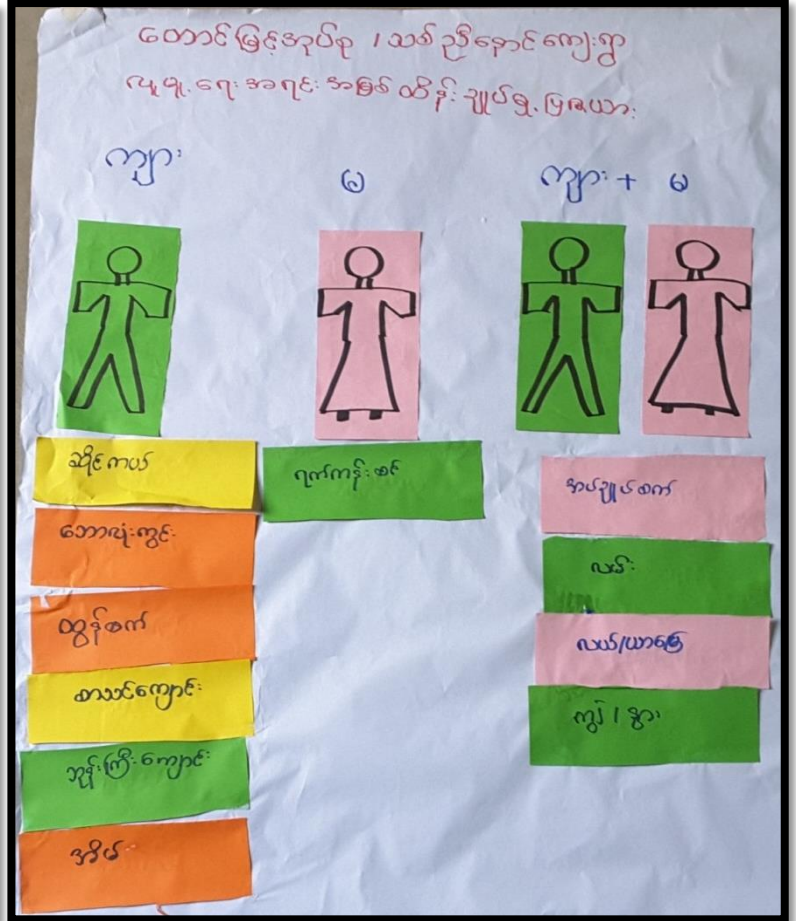 တောင်မြင့်အုပ်စု / သစ်ညီနောင်ကျေးရွာ
လူမှုရေး အရင်းအမြစ် ထိန်းချုပ်မှု ပြဇယား
ကျား
မ
ကျား + မ
ဆိုင်ကယ်
ဘောလုံးကွင်း
ထွန်စက်
စာသင်ကျောင်း
ဘုန်းကြီးကျောင်း
အိမ်
ရက်ကန်းစင်
အပ်ချုပ်စက်
လမ်း
လယ်/ယာမြေ
ကျွဲ / နွား